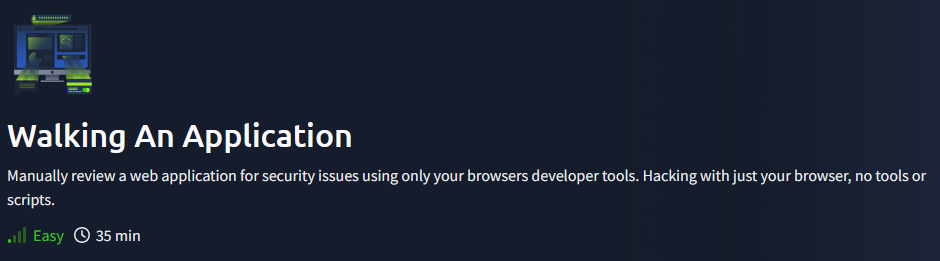 Walking An Application
Manually review a web application for security issues using only your browsers developer tools. Hacking with just your browser, no tools or
scripts.
Easy 35 min